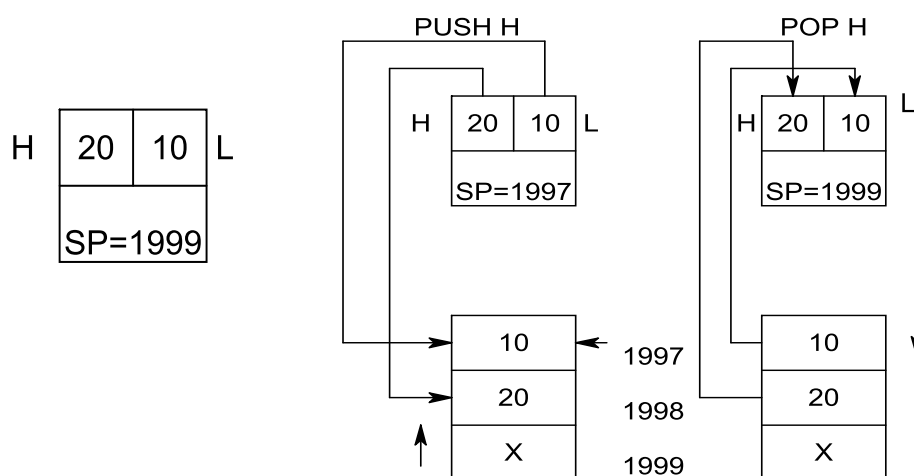 PUSH H
POP H
H 20 10 L
SP=1999
H 20 10 L
SP=1997
H 20 10 L
SP=1999
10 1997
20 1998
X 1999
10
20
X